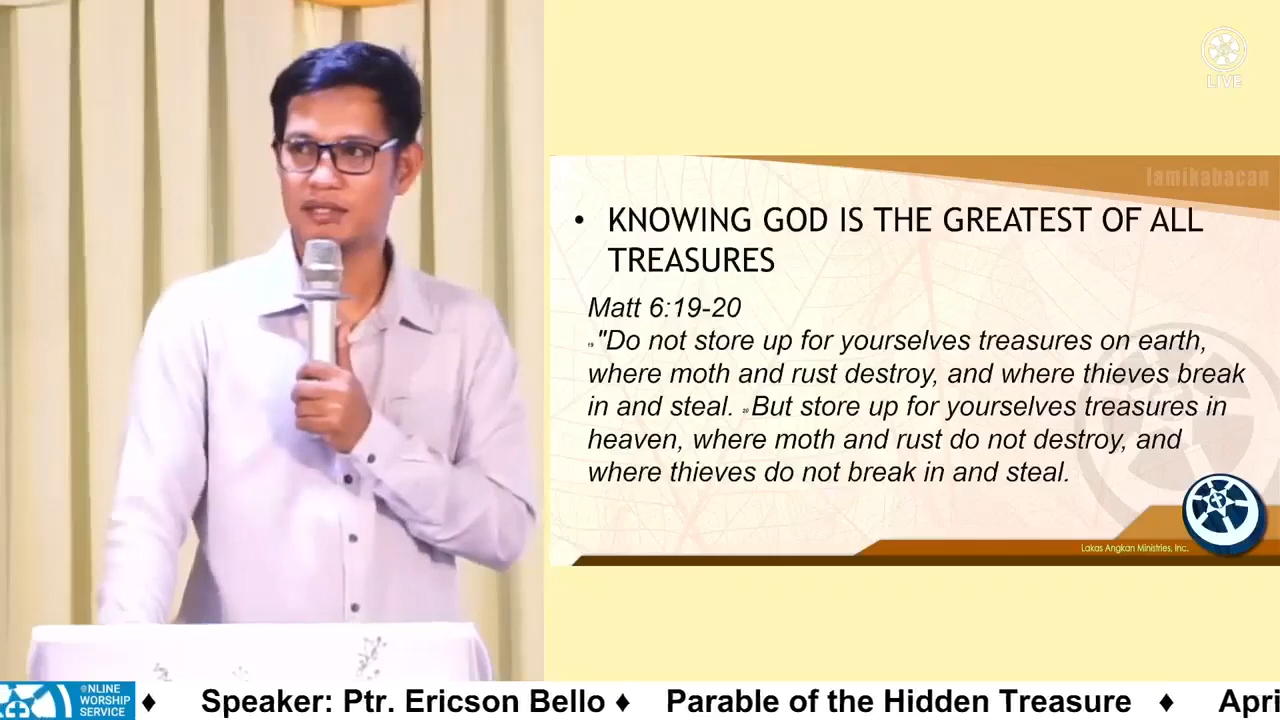 LIVE
lamikabacan
• KNOWING GOD IS THE GREATEST OF ALL
TREASURES
Matt 6:19-20
19 "Do not store up for yourselves treasures on earth,
where moth and rust destroy, and where thieves break
in and steal. 20 But store up for yourselves treasures in
heaven, where moth and rust do not destroy, and
where thieves do not break in and steal.
Lakas Angkan Ministries, Inc.
ONLINE
WORSHIP
SERVICE
♦ Speaker: Ptr. Ericson Bello ♦ Parable of the Hidden Treasure ♦ Apri